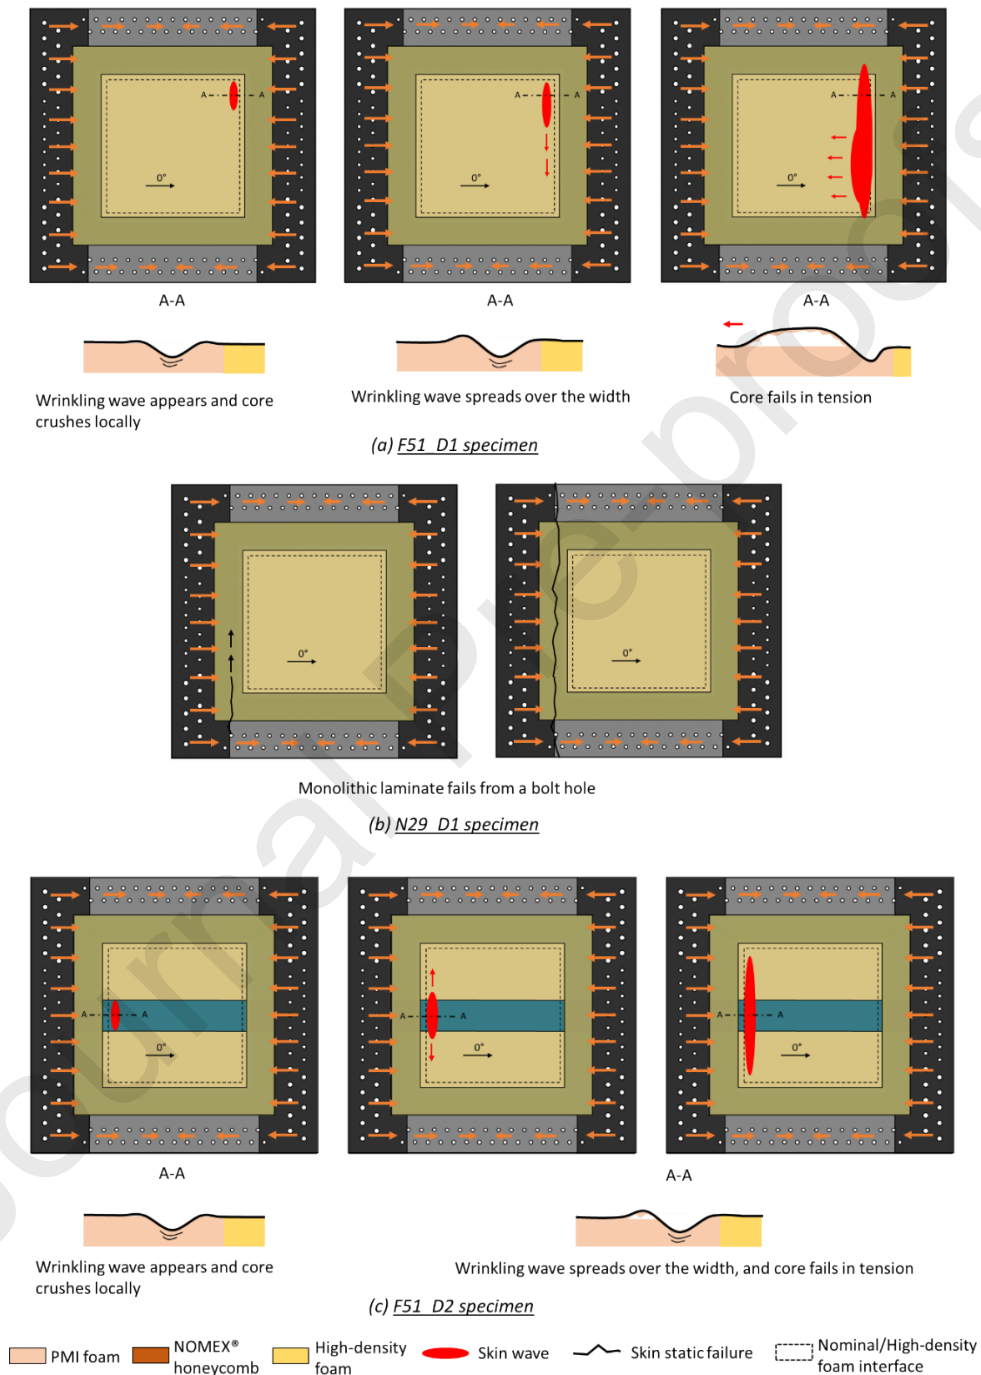 A A
0°
A A
0°
A A
0°
A-A
A-A
A-A
Wrinkling wave appears and core
crushes locally
Wrinkling wave spreads over the width
Core fails in tension
(a) F51_D1 specimen
0°
0°
Monolithic laminate fails from a bolt hole
(b) N29_D1 specimen
A A
0°
A A
0°
A A
0°
A-A
A-A
Wrinkling wave appears and core
crushes locally
Wrinkling wave spreads over the width, and core fails in tension
(c) F51_D2 specimen
PMI foam
NOMEX®
honeycomb
High-density
foam
Skin wave
Skin static failure
Nominal/High-density
foam interface
Journal Pre-proofs